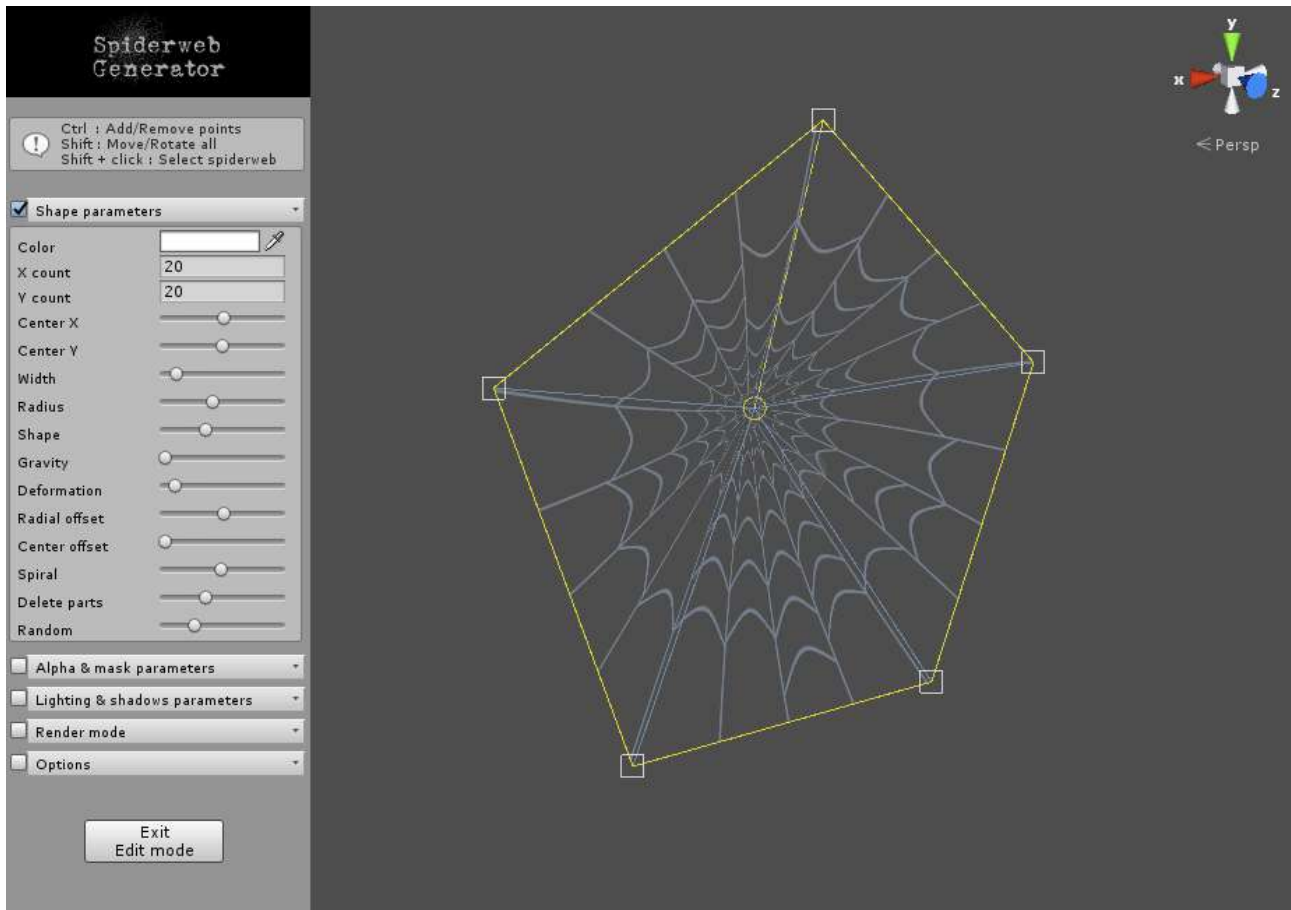 Spiderweb
Generator
Ctrl : Add/Remove points
Shift : Move/Rotate all
Shift + click : Select spiderweb
Shape parameters
Color
X count 20
Y count 20
Center X
Center Y
Width
Radius
Shape
Gravity
Deformation
Radial offset
Center offset
Spiral
Delete parts
Random
Alpha & mask parameters
Lighting & shadows parameters
Render mode
Options
Exit
Edit mode
y
x
z
Persp